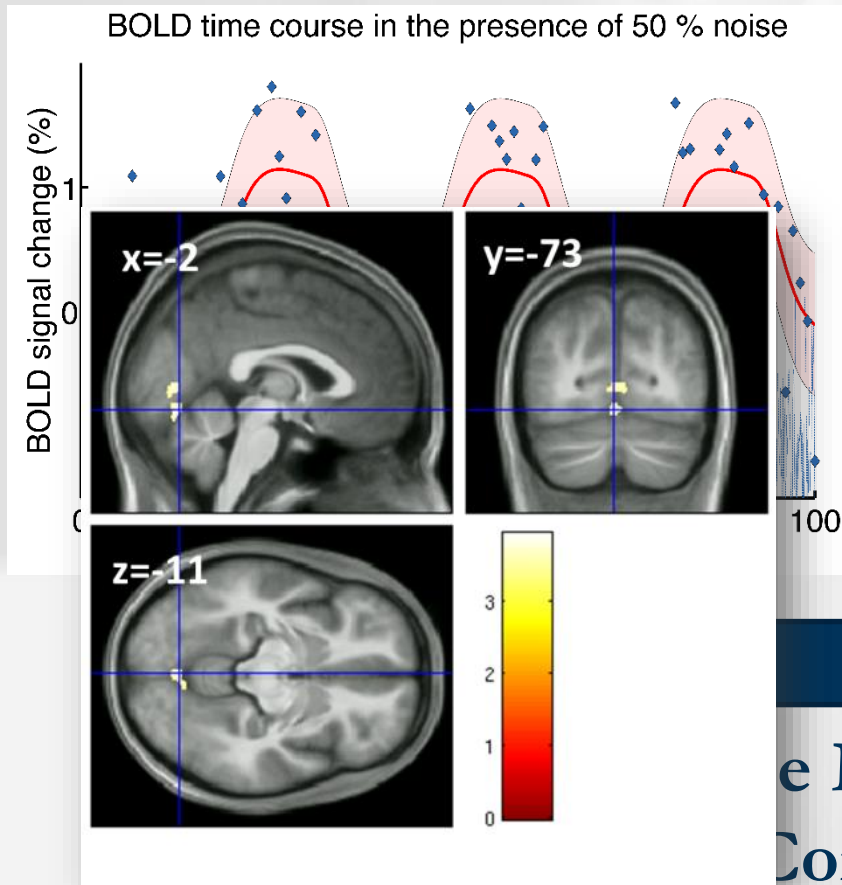 BOLD time course in the presence of 50 % noise
BOLD signal change (%)
1
0
x=-2
y=-73
100
z=-11
3
2
1
0
e
Con